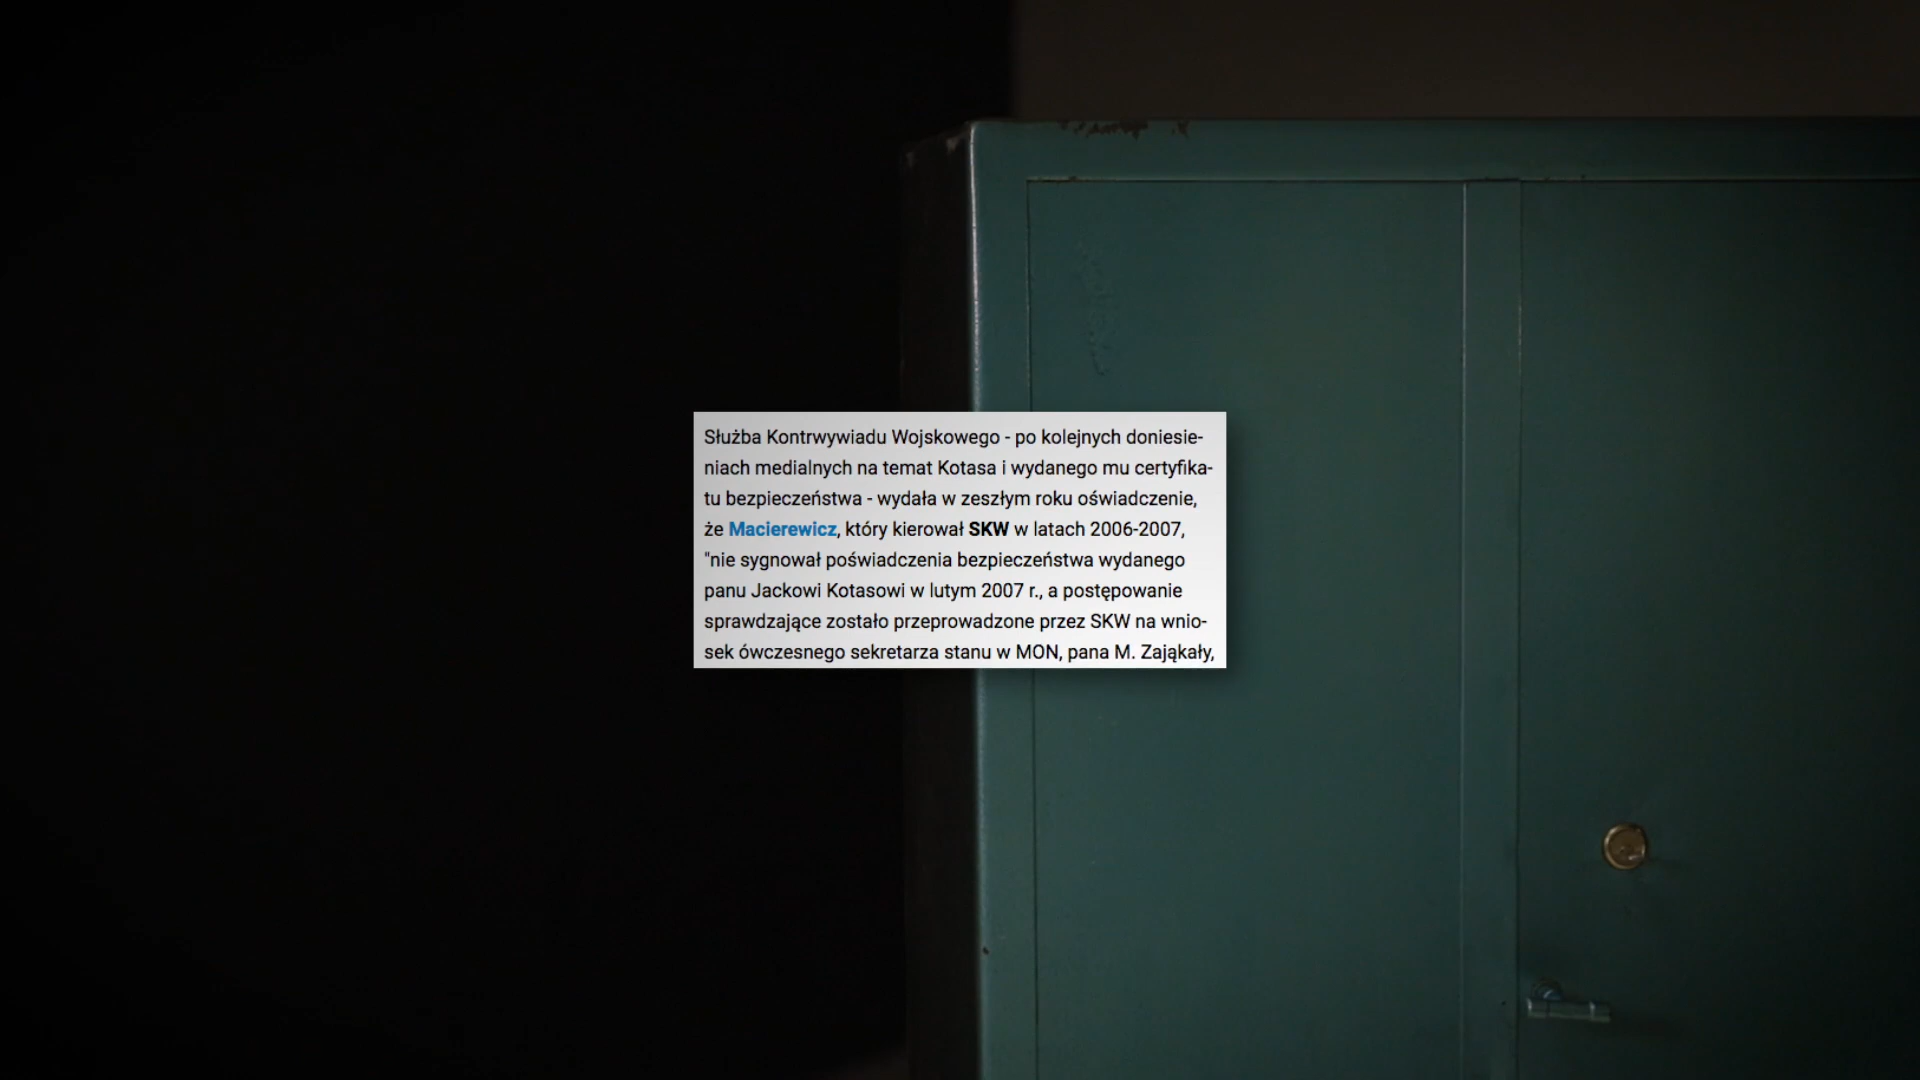 Służba Kontrwywiadu Wojskowego - po kolejnych doniesie-
niach medialnych na temat Kotasa i wydanego mu certyfika-
tu bezpieczeństwa - wydała w zeszłym roku oświadczenie,
że Macierewicz, który kierował SKW w latach 2006-2007,
"nie sygnował poświadczenia bezpieczeństwa wydanego
panu Jackowi Kotasowi w lutym 2007 r., a postępowanie
sprawdzające zostało przeprowadzone przez SKW na wnio-
sek ówczesnego sekretarza stanu w MON, pana M. Zająkały,